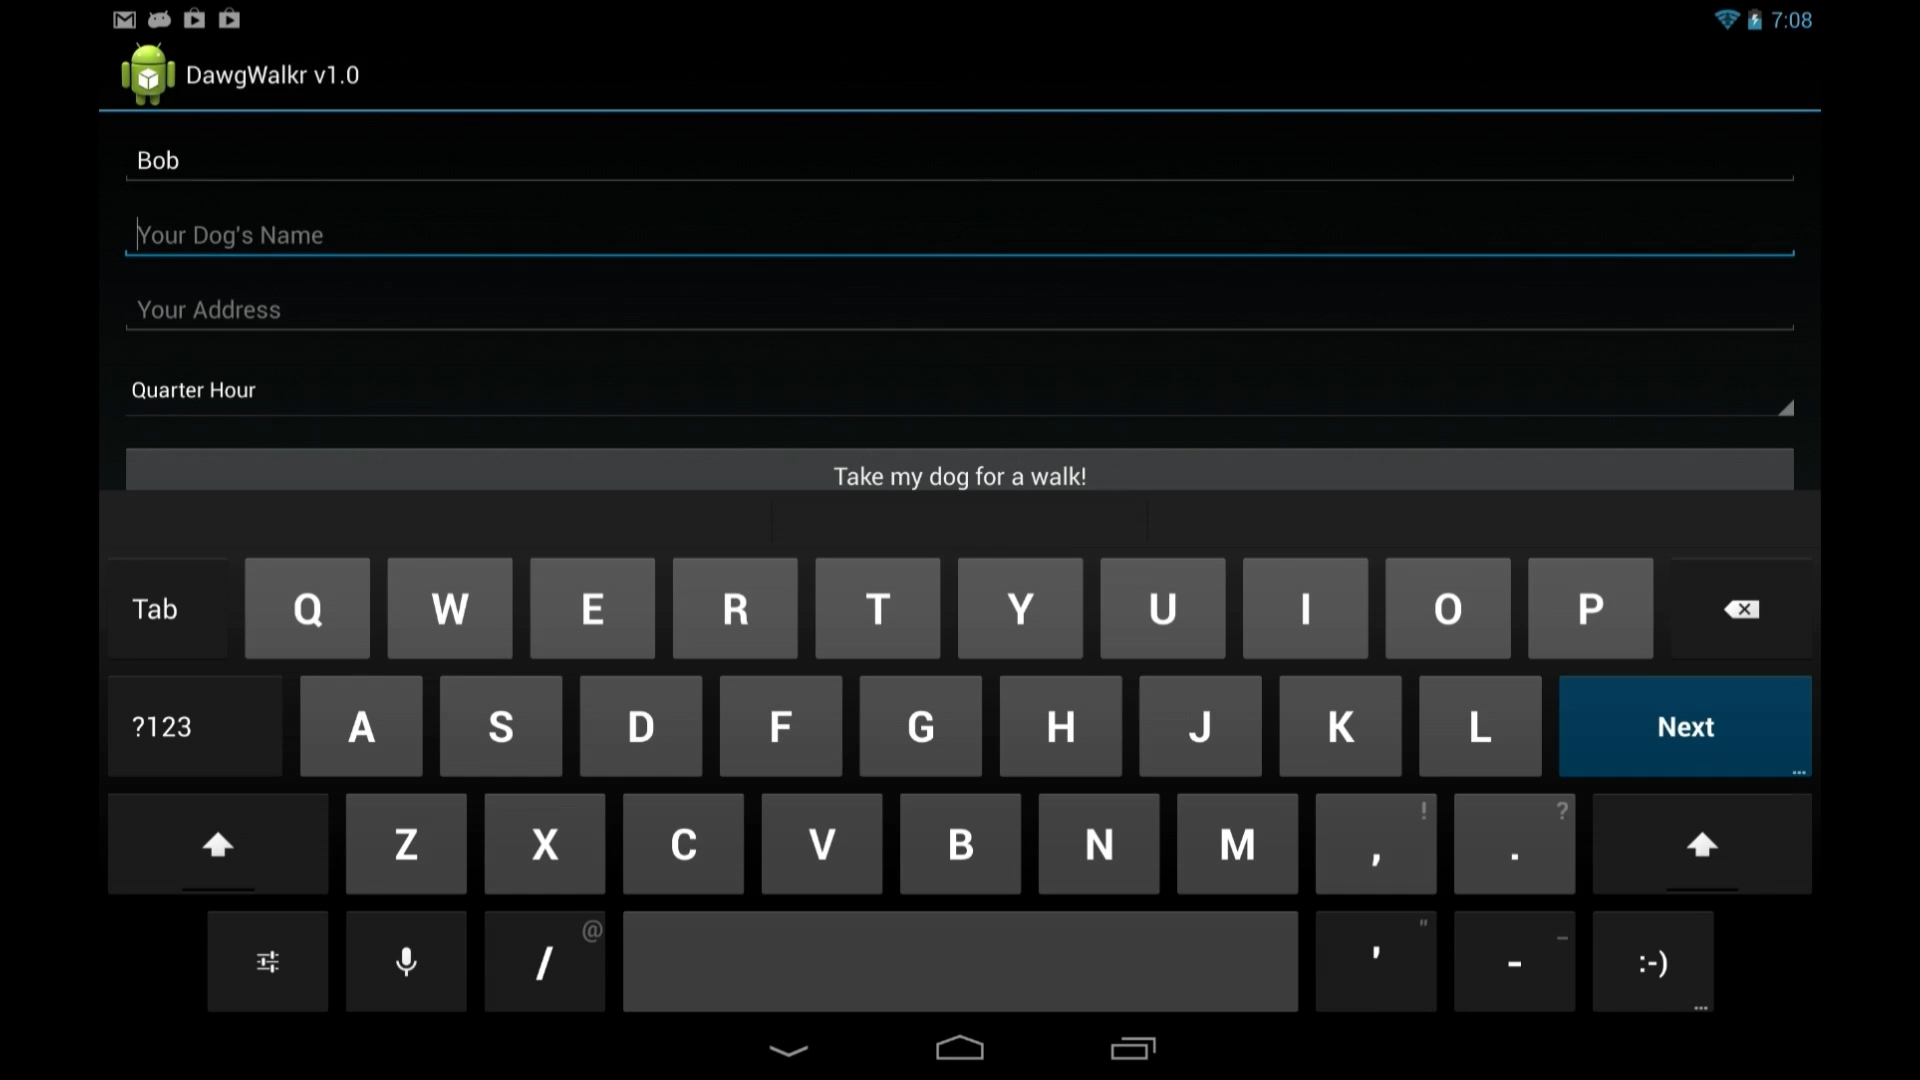 7:08
DawgWalkr v1.0
Bob
Your Dog's Name
Your Address
Quarter Hour
Take my dog for a walk!
Tab Q W E R T Y U I O P
?123 A S D F G H J K L Next ...
Z X C V B N M , ! . ?
/ @ ' " - _ :-) ...